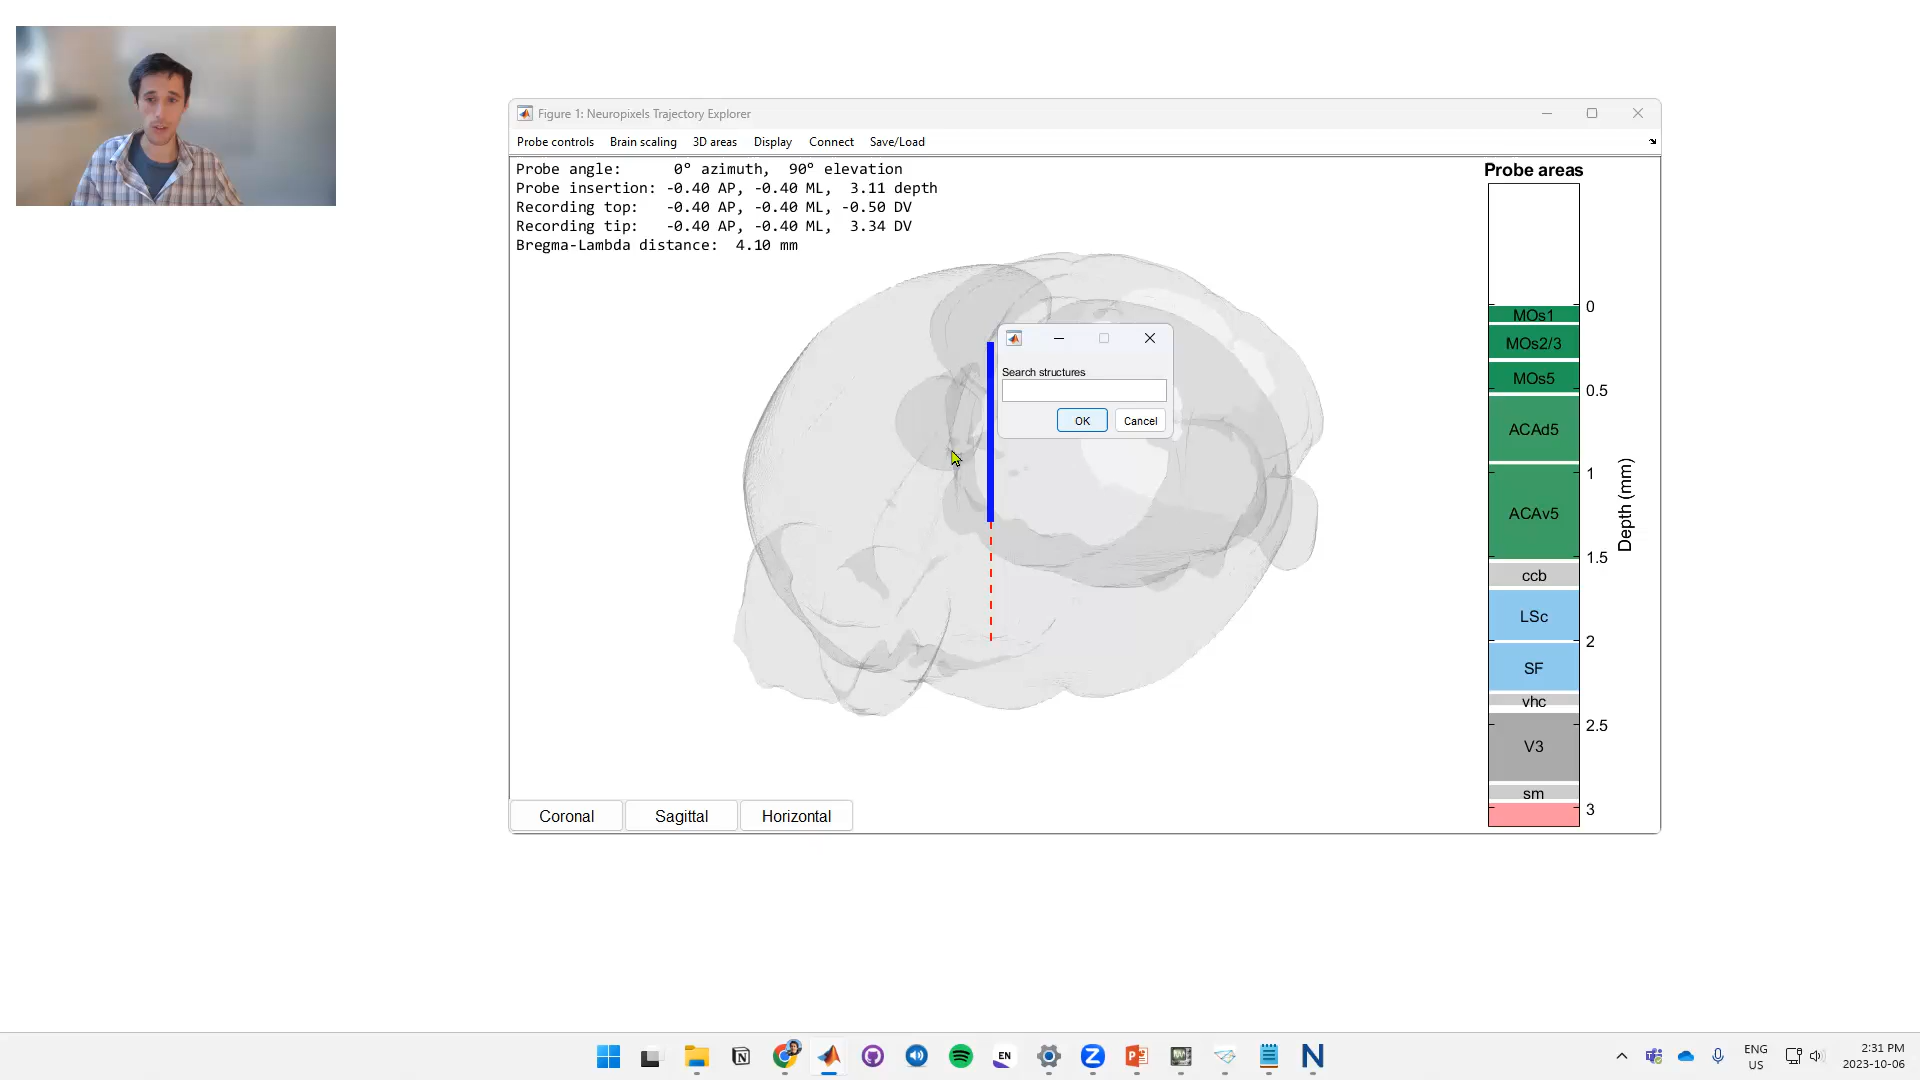 Figure 1: Neuropixels Trajectory Explorer
Probe controls Brain scaling 3D areas Display Connect Save/Load
Probe angle: 0° azimuth, 90° elevation
Probe insertion: -0.40 AP, -0.40 ML, 3.11 depth
Recording top: -0.40 AP, -0.40 ML, -0.50 DV
Recording tip: -0.40 AP, -0.40 ML, 3.34 DV
Bregma-Lambda distance: 4.10 mm
Search structures
OK Cancel
Probe areas
0
MOs1
MOs2/3
MOs5
0.5
ACAd5
1
ACAv5
1.5
ccb
LSc
2
SF
vhc
2.5
V3
sm
3
Depth (mm)
Coronal Sagittal Horizontal
EN
ENG
US
2:31 PM
2023-10-06